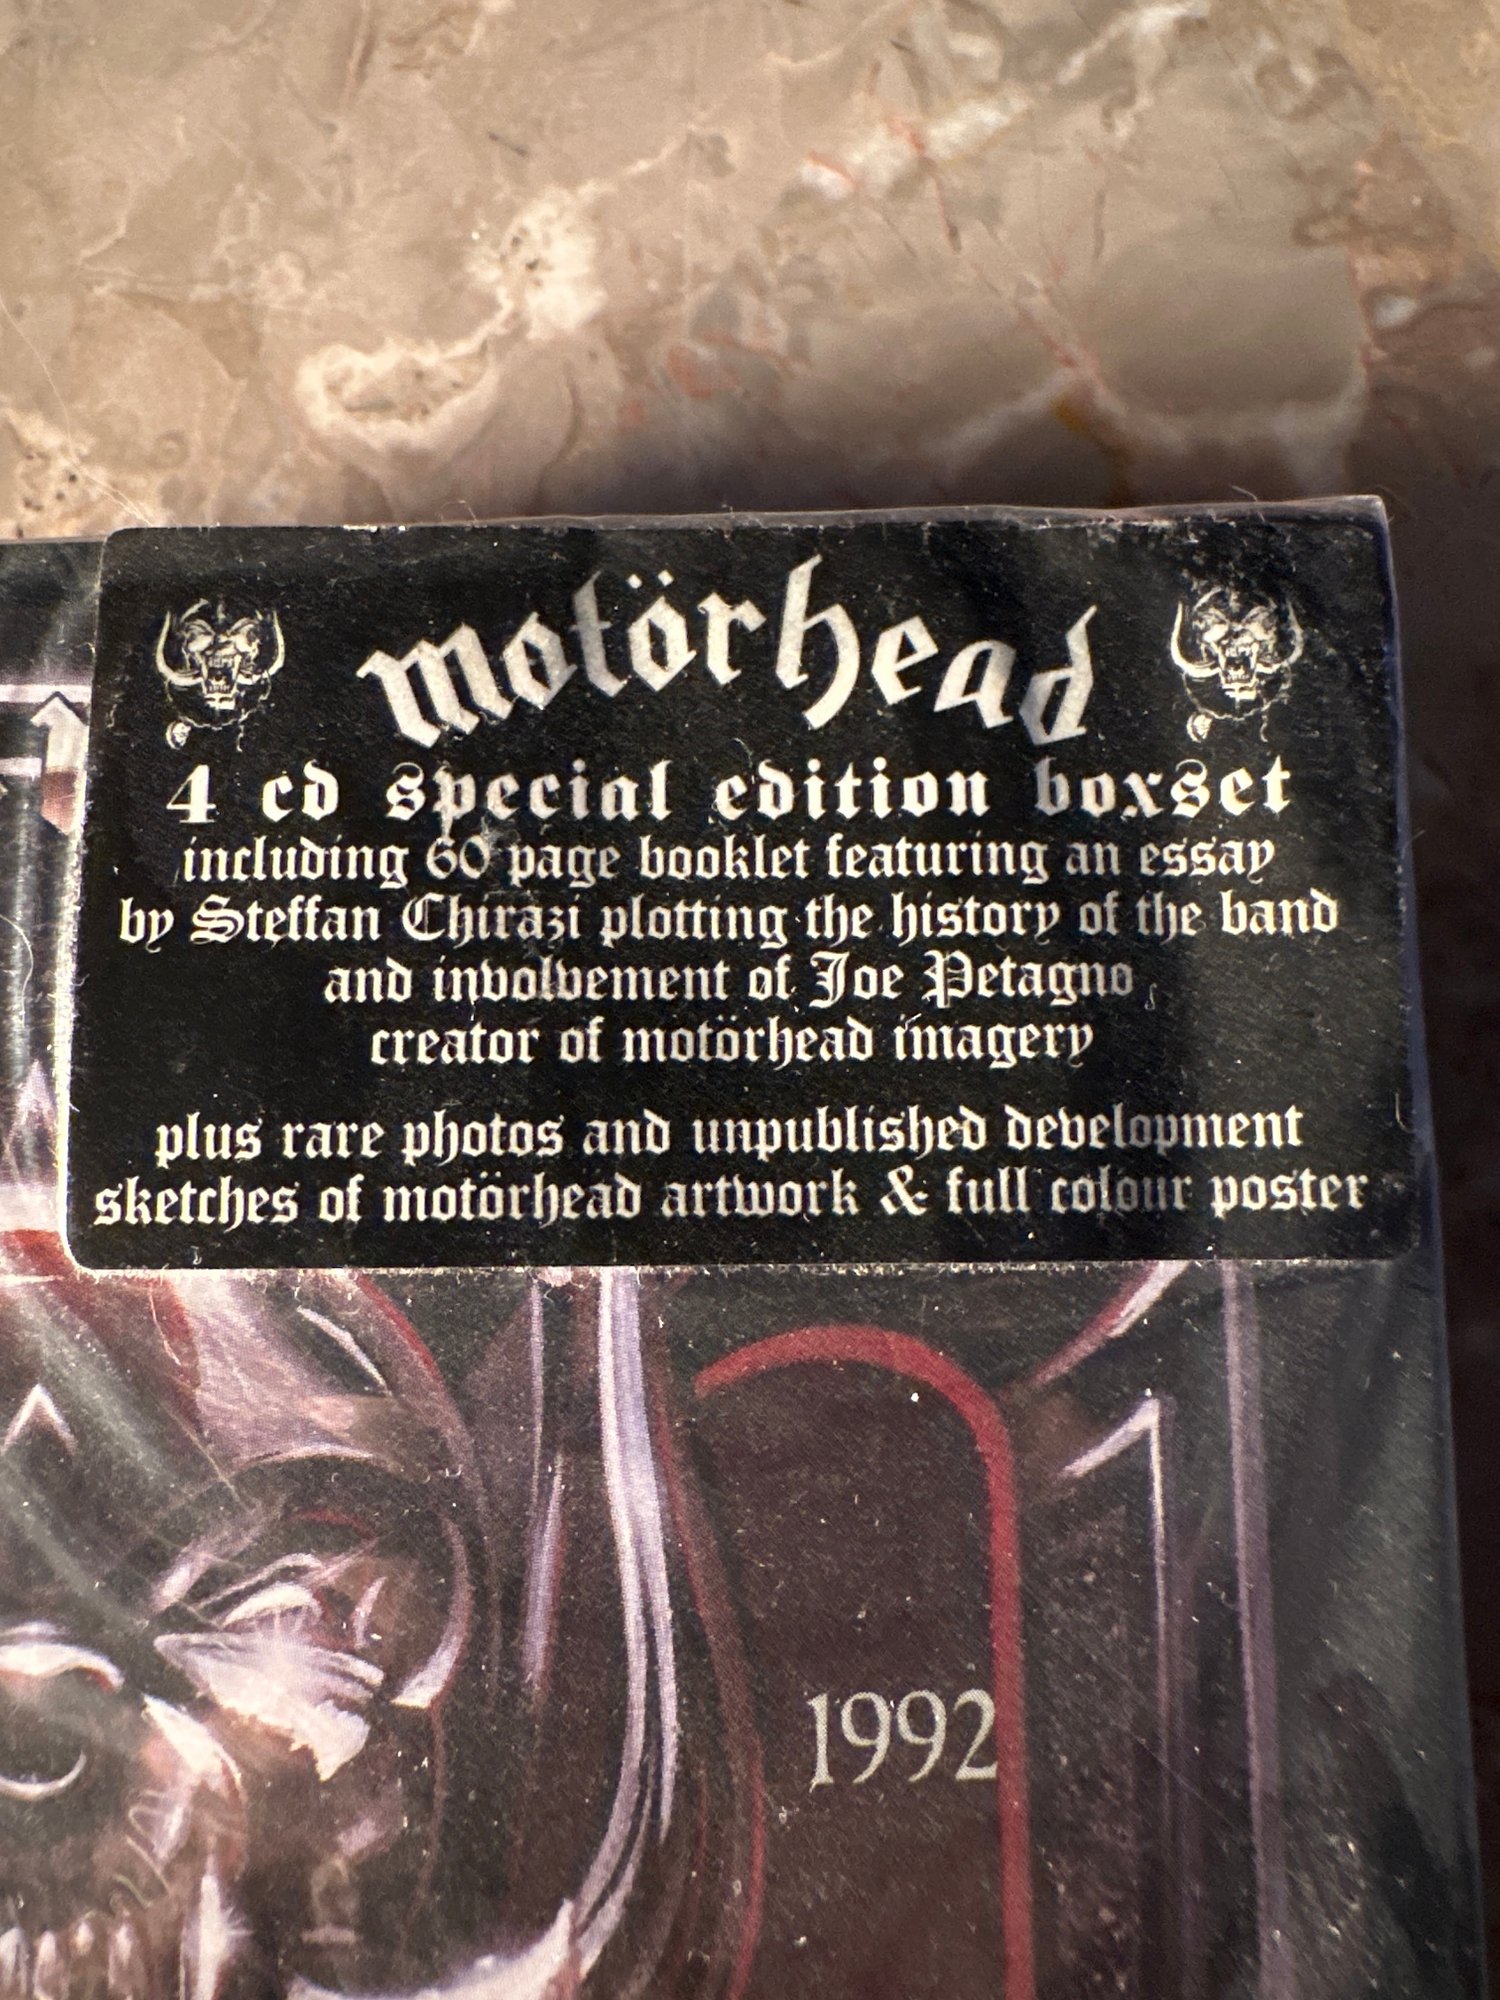 motörhead
4 cd special edition boxset
including 60 page booklet featuring an essay
by Steffan Chirazi plotting the history of the band
and involvement of Joe Petagno
creator of motörhead imagery
plus rare photos and unpublished development
sketches of motörhead artwork & full colour poster
1992